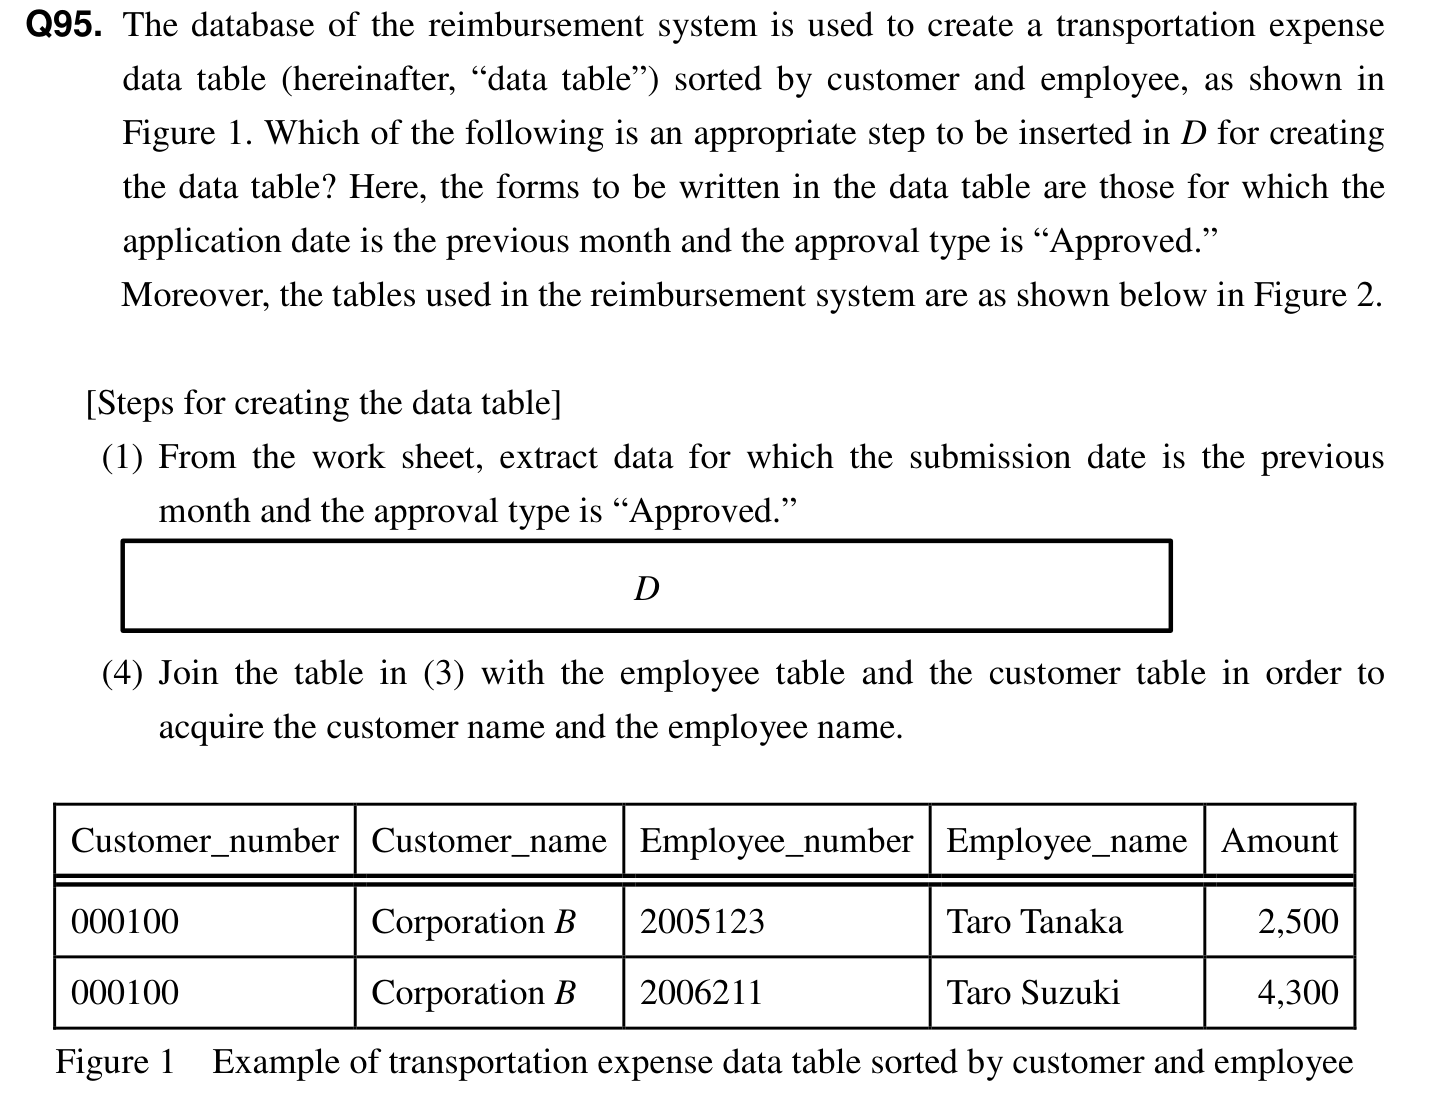 Q95. The database of the reimbursement system is used to create a transportation expense
data table (hereinafter, “data table”) sorted by customer and employee, as shown in
Figure 1. Which of the following is an appropriate step to be inserted in D for creating
the data table? Here, the forms to be written in the data table are those for which the
application date is the previous month and the approval type is “Approved.”
Moreover, the tables used in the reimbursement system are as shown below in Figure 2.
[Steps for creating the data table]
(1) From the work sheet, extract data for which the submission date is the previous
month and the approval type is “Approved.”
D
(4) Join the table in (3) with the employee table and the customer table in order to
acquire the customer name and the employee name.
Customer_number Customer_name Employee_number Employee_name Amount
000100 Corporation B 2005123 Taro Tanaka 2,500
000100 Corporation B 2006211 Taro Suzuki 4,300
Figure 1 Example of transportation expense data table sorted by customer and employee